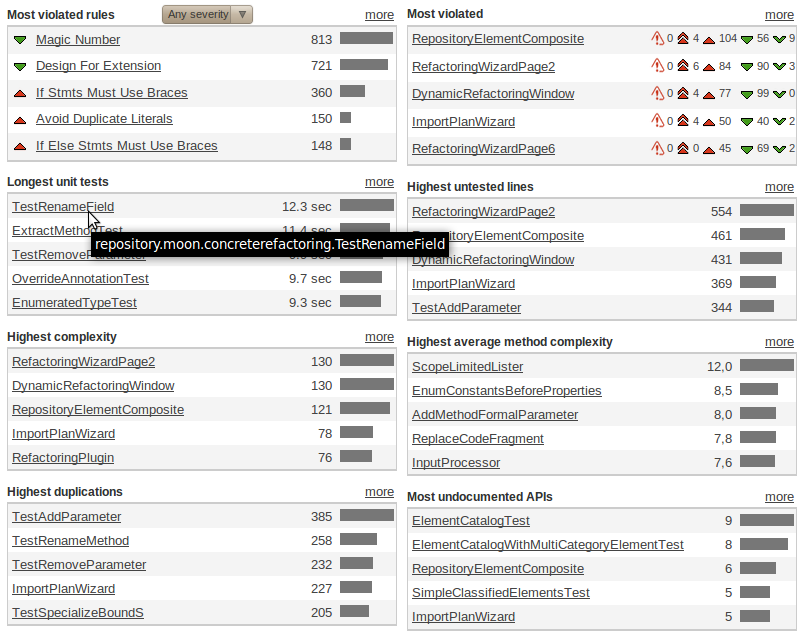 Most violated rules Any severity more
Magic Number 813
Design For Extension 721
If Stmts Must Use Braces 360
Avoid Duplicate Literals 150
If Else Stmts Must Use Braces 148
Longest unit tests more
TestRenameField 12.3 sec
ExtractMethodTest 11.4 sec
TestRemoveParameter
OverrideAnnotationTest 9.7 sec
EnumeratedTypeTest 9.3 sec
repository.moon.concreterefactoring.TestRenameField
Highest complexity more
RefactoringWizardPage2 130
DynamicRefactoringWindow 130
RepositoryElementComposite 121
ImportPlanWizard 78
RefactoringPlugin 76
Highest duplications more
TestAddParameter 385
TestRenameMethod 258
TestRemoveParameter 232
ImportPlanWizard 227
TestSpecializeBoundS 205
Most violated more
RepositoryElementComposite 0 4 104 56 9
RefactoringWizardPage2 0 6 84 90 3
DynamicRefactoringWindow 0 4 77 99 0
ImportPlanWizard 0 4 50 40 2
RefactoringWizardPage6 0 0 45 69 2
Highest untested lines more
RefactoringWizardPage2 554
RepositoryElementComposite 461
DynamicRefactoringWindow 431
ImportPlanWizard 369
TestAddParameter 344
Highest average method complexity more
ScopeLimitedLister 12,0
EnumConstantsBeforeProperties 8,5
AddMethodFormalParameter 8,0
ReplaceCodeFragment 7,8
InputProcessor 7,6
Most undocumented APIs more
ElementCatalogTest 9
ElementCatalogWithMultiCategoryElementTest 8
RepositoryElementComposite 6
SimpleClassifiedElementsTest 5
ImportPlanWizard 5